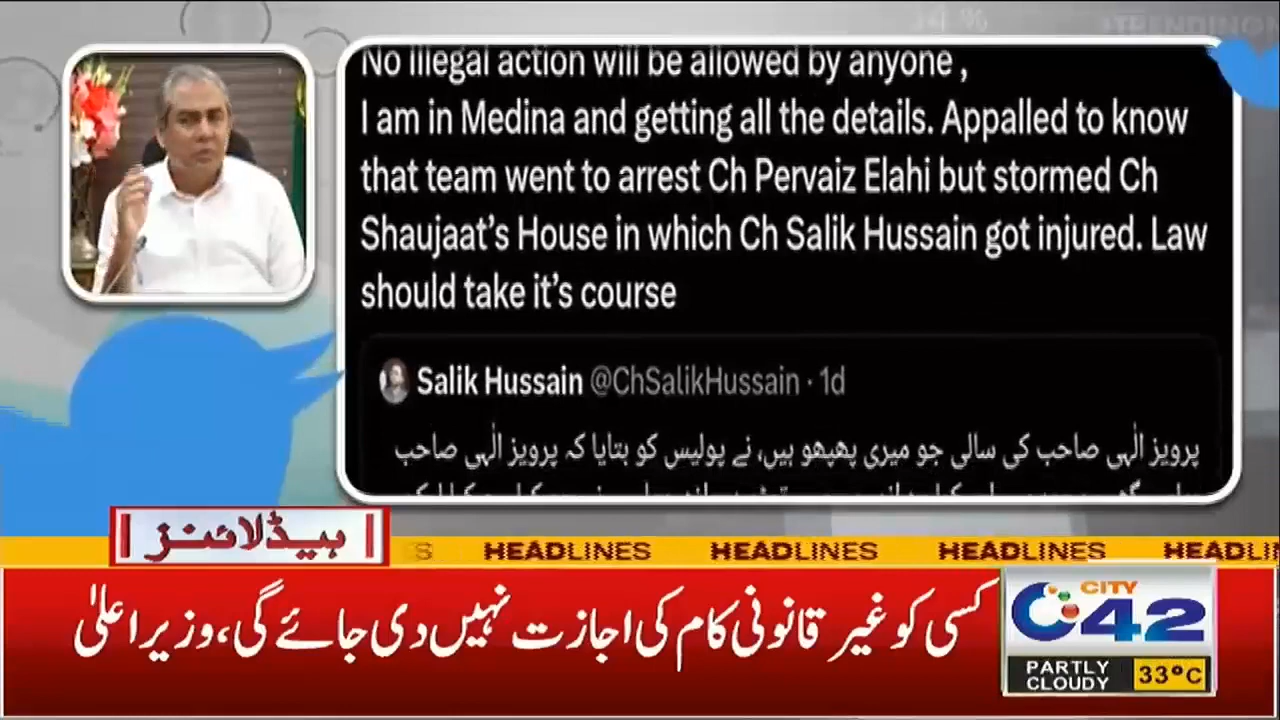 #TRENDING
No illegal action will be allowed by anyone ,
I am in Medina and getting all the details. Appalled to know
that team went to arrest Ch Pervaiz Elahi but stormed Ch
Shaujaat's House in which Ch Salik Hussain got injured. Law
should take it's course
Salik Hussain @ChSalikHussain · 1d
پرویز الٰہی صاحب کی سالی جو میری پھپھو ہیں، نے پولیس کو بتایا کہ پرویز الٰہی صاحب
ہیڈلائنز
HEADLINES HEADLINES HEADLINES HEADLI
کسی کو غیر قانونی کام کی اجازت نہیں دی جائے گی، وزیراعلیٰ
CITY
42
PARTLY CLOUDY 33°C